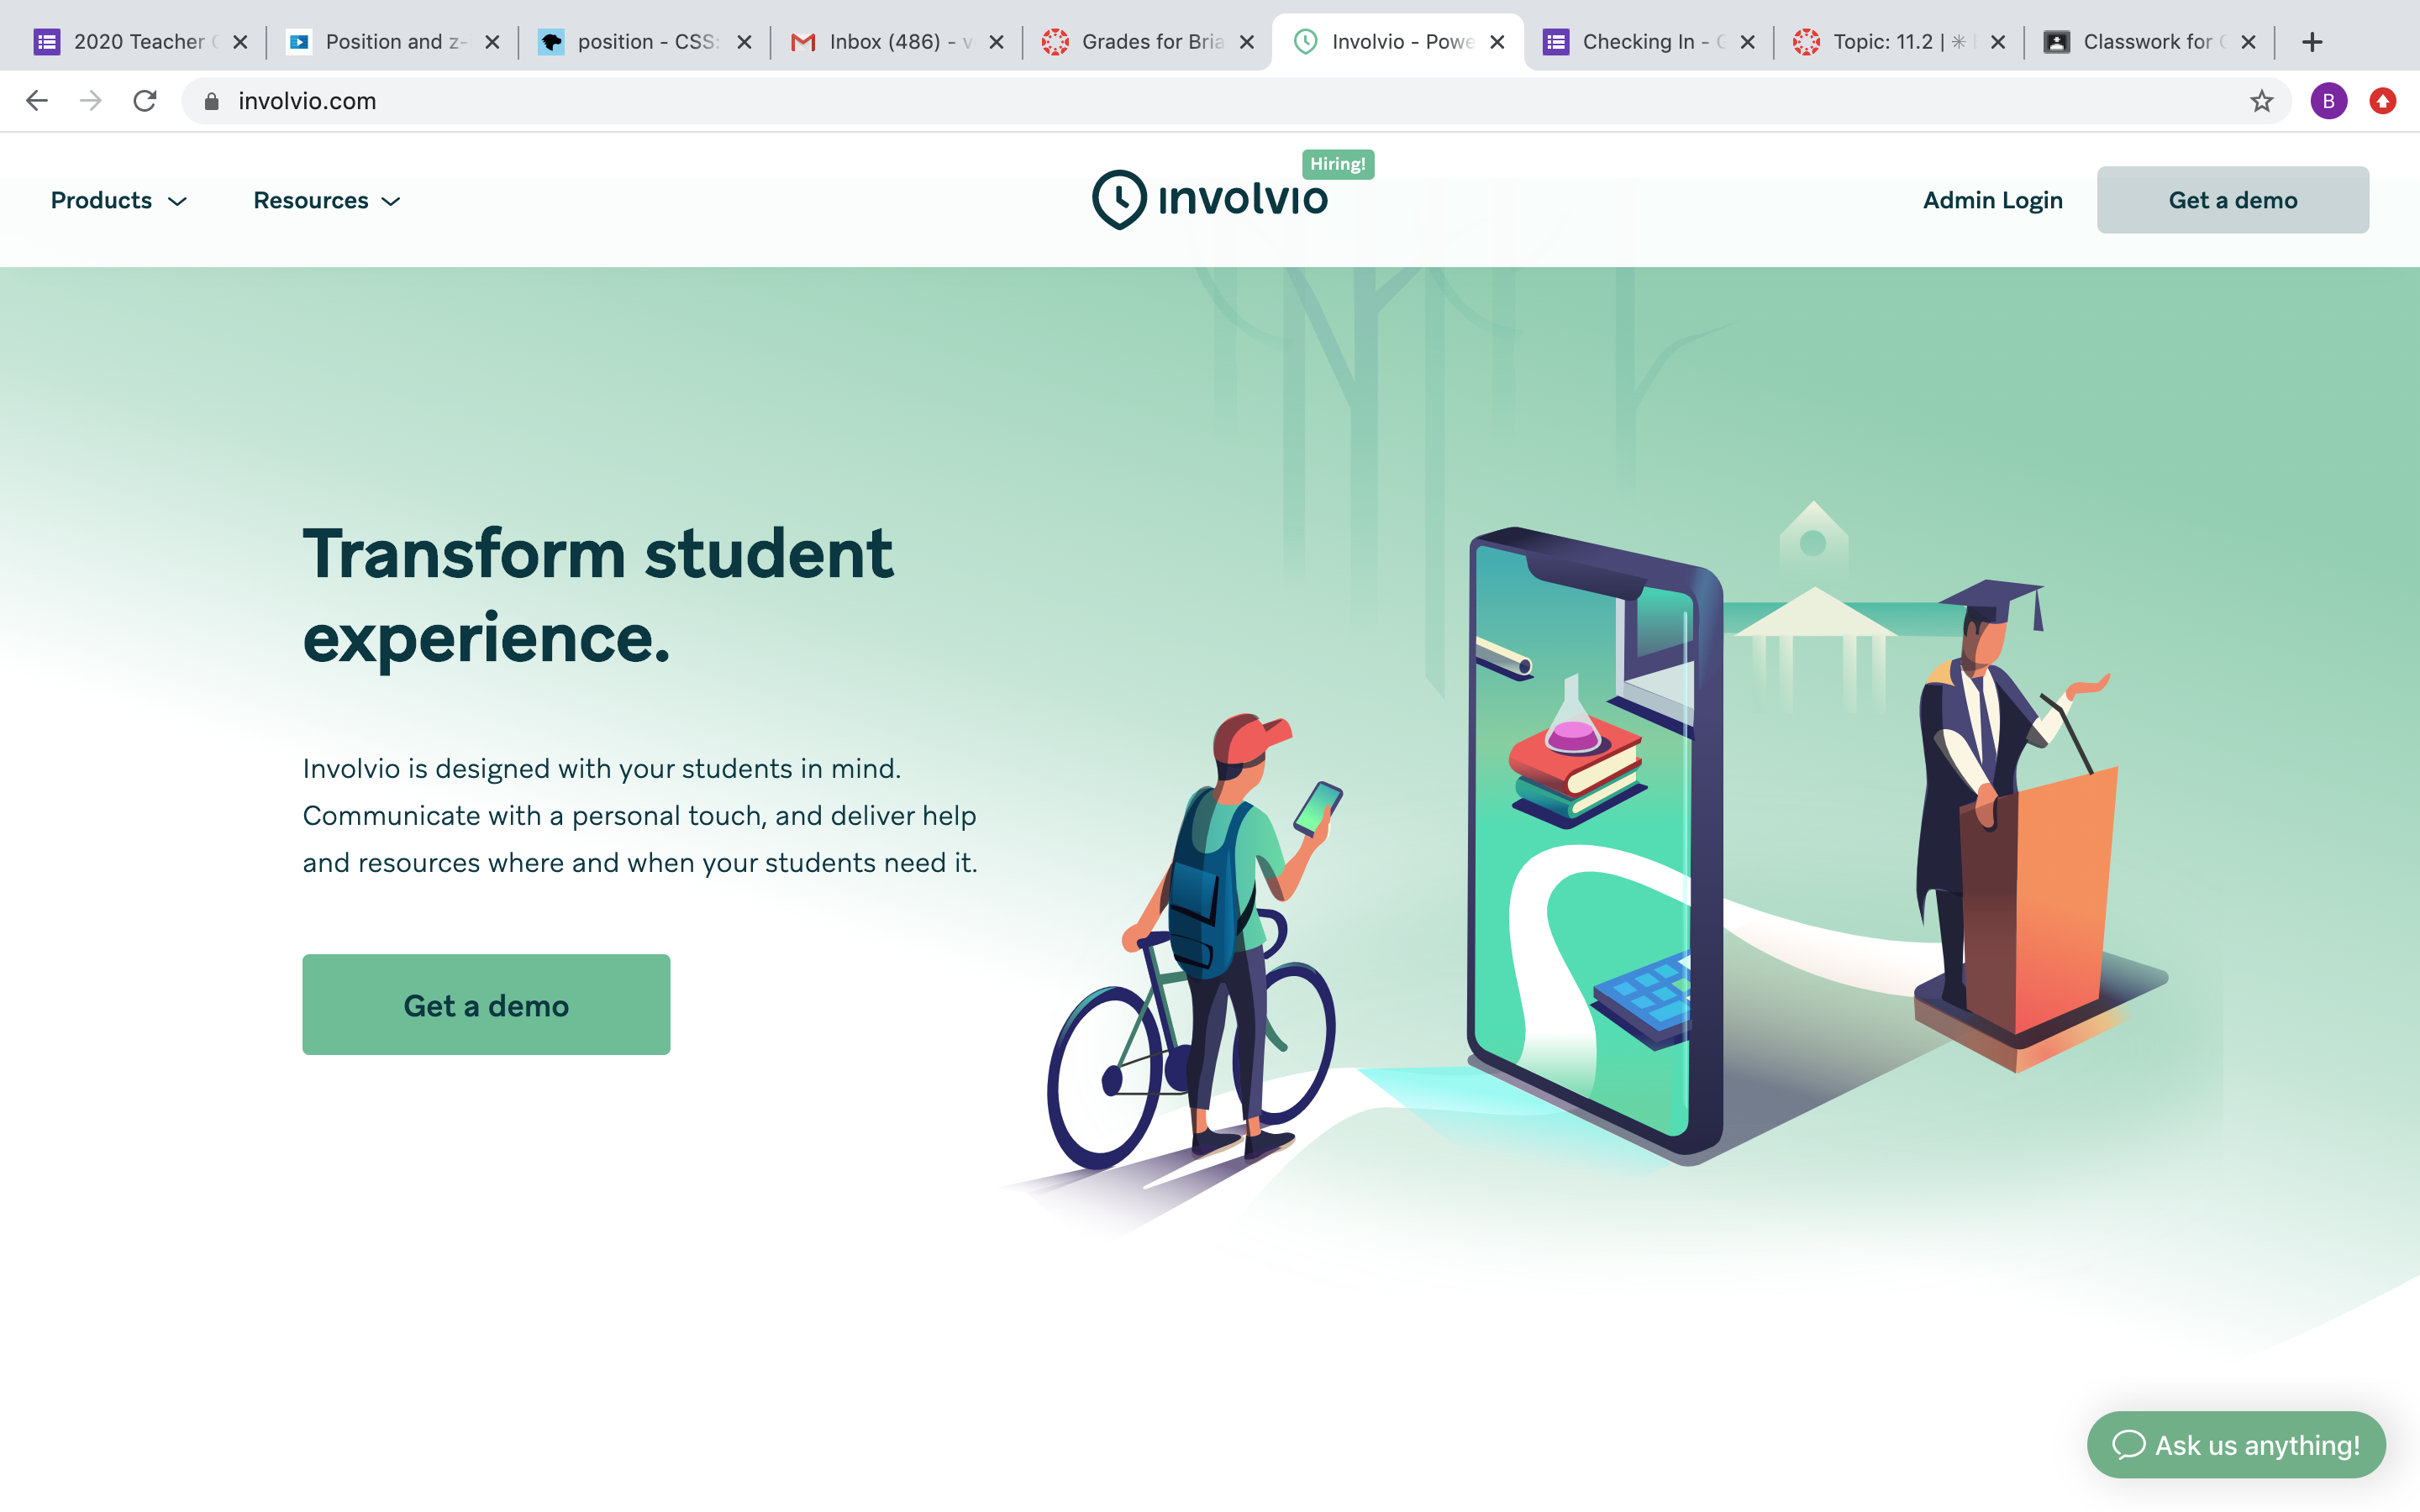 2020 Teacher
Position and z-
position - CSS:
Inbox (486) -
Grades for Bria
Involvio - Powe
Checking In -
Topic: 11.2 | ✳
Classwork for
involvio.com
B
Products
Resources
involvio
Hiring!
Admin Login
Get a demo
Transform student
experience.
Involvio is designed with your students in mind.
Communicate with a personal touch, and deliver help
and resources where and when your students need it.
Get a demo
Ask us anything!